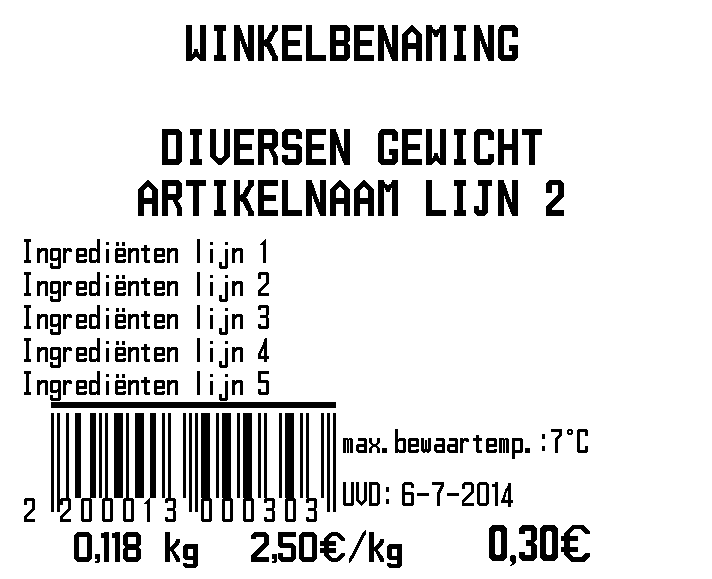 WINKELBENAMING
DIVERSEN GEWICHT
ARTIKELNAAM LIJN 2
Ingrediënten lijn 1
Ingrediënten lijn 2
Ingrediënten lijn 3
Ingrediënten lijn 4
Ingrediënten lijn 5
max.bewaartemp.:7°C
UVD: 6-7-2014
2 200013 000303
0,118 kg 2,50€/kg 0,30€